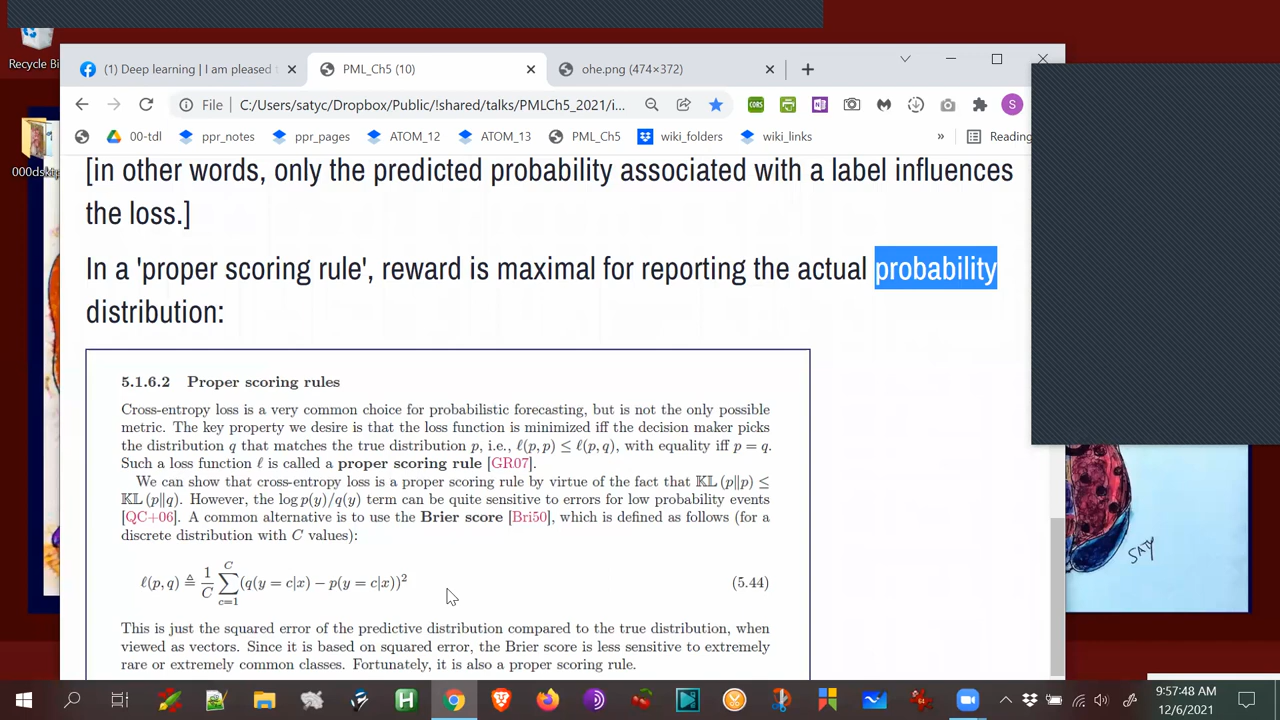 Recycle Bi
(1) Deep learning | I am pleased
PML_Ch5 (10)
ohe.png (474×372)
File
C:/Users/satyc/Dropbox/Public/!shared/talks/PMLCh5_2021/i...
CORS
S
00-tdl
ppr_notes
ppr_pages
ATOM_12
ATOM_13
PML_Ch5
wiki_folders
wiki_links
»
Reading
000dsktp
[in other words, only the predicted probability associated with a label influences
the loss.]
In a 'proper scoring rule', reward is maximal for reporting the actual probability
distribution:
5.1.6.2 Proper scoring rules
Cross-entropy loss is a very common choice for probabilistic forecasting, but is not the only possible
metric. The key property we desire is that the loss function is minimized iff the decision maker picks
the distribution q that matches the true distribution p, i.e., ℓ(p, p) ≤ ℓ(p, q), with equality iff p = q.
Such a loss function ℓ is called a proper scoring rule [GR07].
We can show that cross-entropy loss is a proper scoring rule by virtue of the fact that 𝕂𝕃 (p∥p) ≤
𝕂𝕃 (p∥q). However, the log p(y)/q(y) term can be quite sensitive to errors for low probability events
[QC+06]. A common alternative is to use the Brier score [Bri50], which is defined as follows (for a
discrete distribution with C values):
ℓ(p, q) ≜ 1/C ∑_{c=1}^{C} (q(y = c|x) − p(y = c|x))² (5.44)
This is just the squared error of the predictive distribution compared to the true distribution, when
viewed as vectors. Since it is based on squared error, the Brier score is less sensitive to extremely
rare or extremely common classes. Fortunately, it is also a proper scoring rule.
SATY
9:57:48 AM
12/6/2021